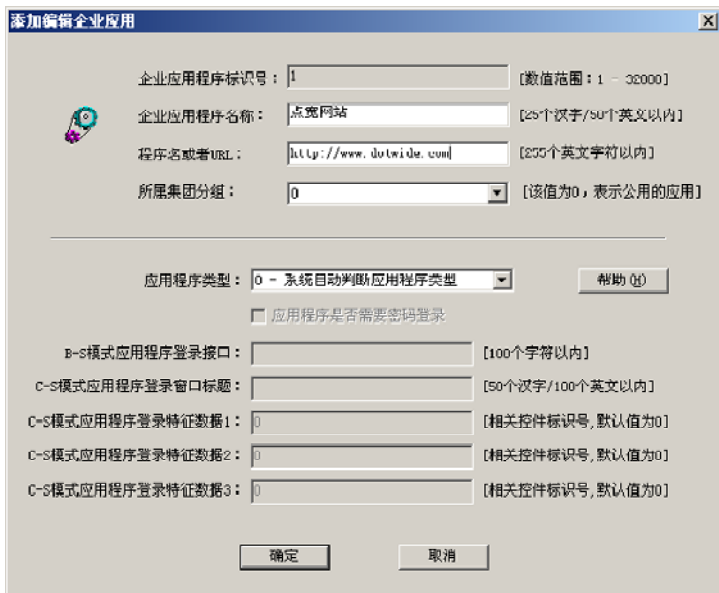 添加编辑企业应用
企业应用程序标识号： 1 [数值范围：1 - 32000]
企业应用程序名称： 点宽网站 [25个汉字/50个英文以内]
程序名或者URL： http://www.dotwide.com [255个英文字符以内]
所属集团分组： 0 [该值为0，表示公用的应用]
应用程序类型： 0 - 系统自动判断应用程序类型 帮助(H)
应用程序是否需要密码登录
B-S模式应用程序登录接口： [100个字符以内]
C-S模式应用程序登录窗口标题： [50个汉字/100个英文以内]
C-S模式应用程序登录特征数据1： 0 [相关控件标识号,默认值为0]
C-S模式应用程序登录特征数据2： 0 [相关控件标识号,默认值为0]
C-S模式应用程序登录特征数据3： 0 [相关控件标识号,默认值为0]
确定 取消